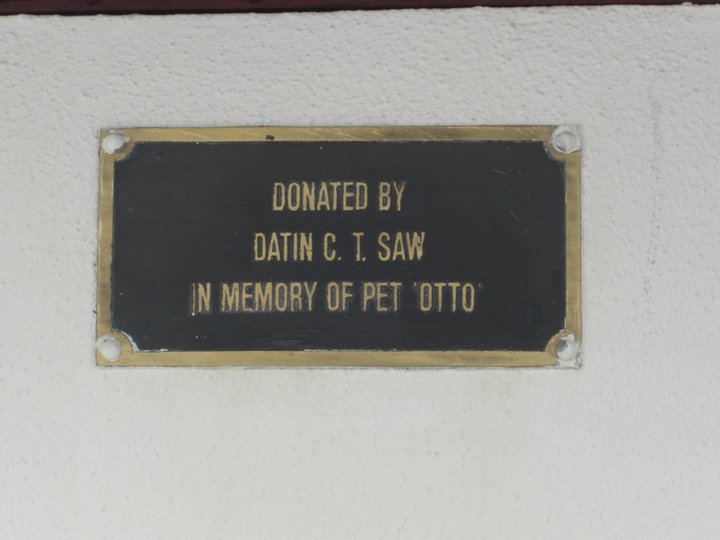 DONATED BY
DATIN C. T. SAW
IN MEMORY OF PET 'OTTO'